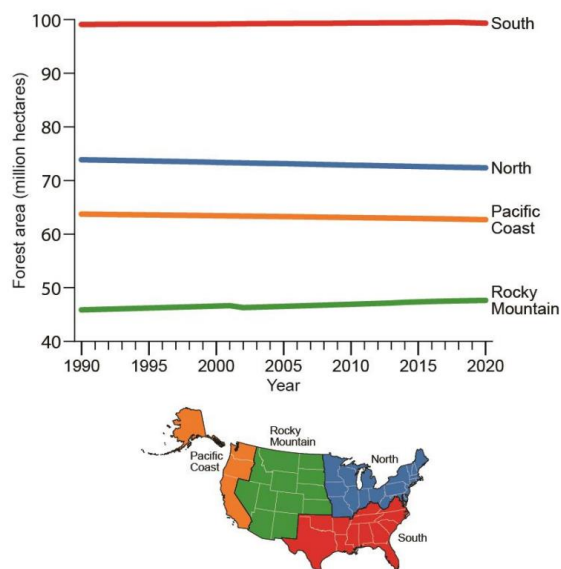 Forest area (million hectares)
100
90
80
70
60
50
40
South
North
Pacific
Coast
Rocky
Mountain
1990
1995
2000
2005
2010
2015
2020
Year
Rocky
Mountain
Pacific
Coast
North
South